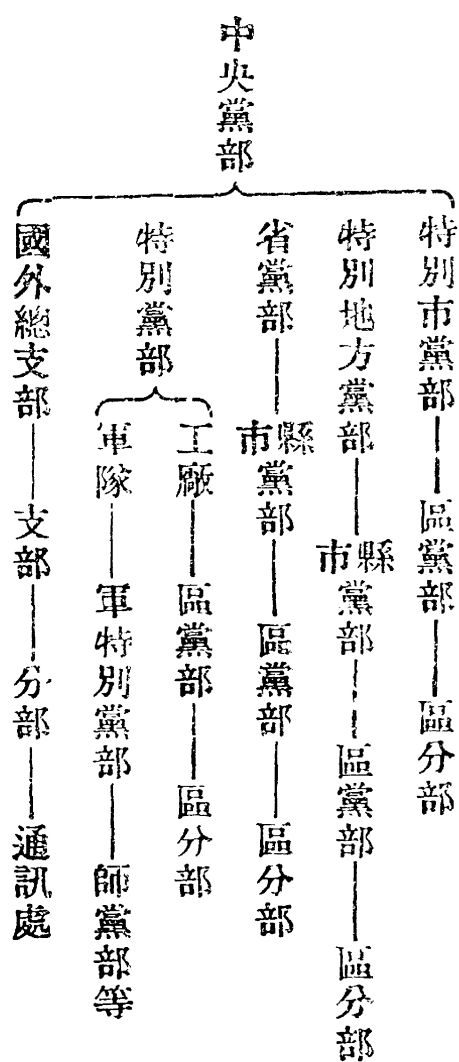 中央黨部
特別市黨部——區黨部——區分部
特別地方黨部——縣市黨部——區黨部——區分部
省黨部——縣市黨部——區黨部——區分部
特別黨部
工廠——區黨部——區分部
軍隊——軍特別黨部——師黨部等
國外總支部——支部——分部——通訊處